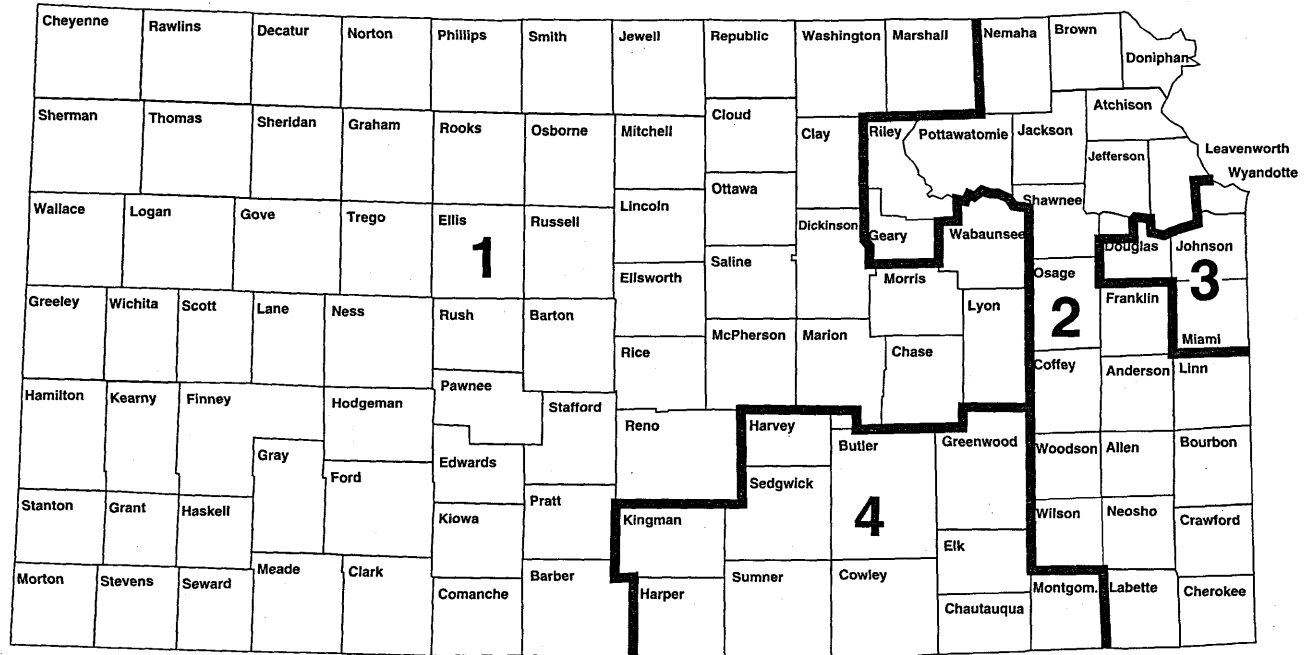 Cheyenne
Rawlins
Decatur
Norton
Phillips
Smith
Jewell
Republic
Washington
Marshall
Nemaha
Brown
Doniphan
Sherman
Thomas
Sheridan
Graham
Rooks
Osborne
Mitchell
Cloud
Clay
Riley
Pottawatomie
Jackson
Atchison
Jefferson
Leavenworth
Wyandotte
Wallace
Logan
Gove
Trego
Ellis
Russell
Lincoln
Ottawa
Dickinson
Geary
Wabaunsee
Shawnee
Douglas
Johnson
1
Ellsworth
Saline
Morris
Osage
3
Greeley
Wichita
Scott
Lane
Ness
Rush
Barton
Rice
McPherson
Marion
Chase
Lyon
2
Franklin
Miami
Hamilton
Kearny
Finney
Hodgeman
Pawnee
Stafford
Reno
Harvey
Butler
Greenwood
Coffey
Anderson
Linn
Gray
Ford
Edwards
Sedgwick
Woodson
Allen
Bourbon
Stanton
Grant
Haskell
Kiowa
Pratt
Kingman
4
Elk
Wilson
Neosho
Crawford
Morton
Stevens
Seward
Meade
Clark
Comanche
Barber
Harper
Sumner
Cowley
Chautauqua
Montgom.
Labette
Cherokee